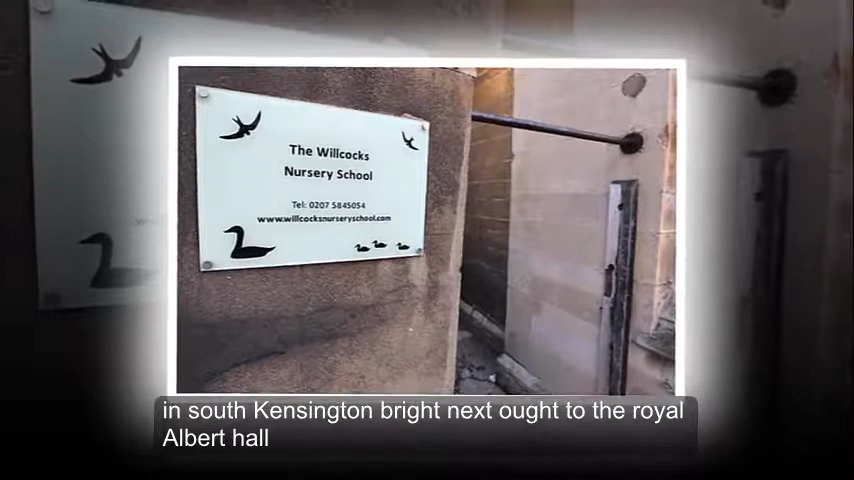 The Willcocks
Nursery School
Tel: 0207 5845054
www.willcocksnurseryschool.com
in south Kensington bright next ought to the royal
Albert hall